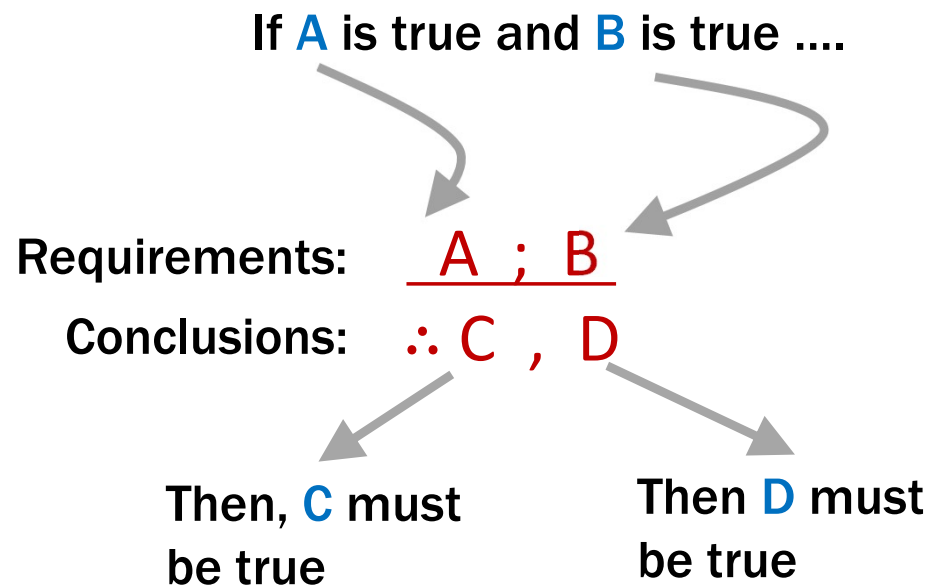 If A is true and B is true ....
Requirements: A ; B
Conclusions: ∴ C , D
Then, C must
be true
Then D must
be true